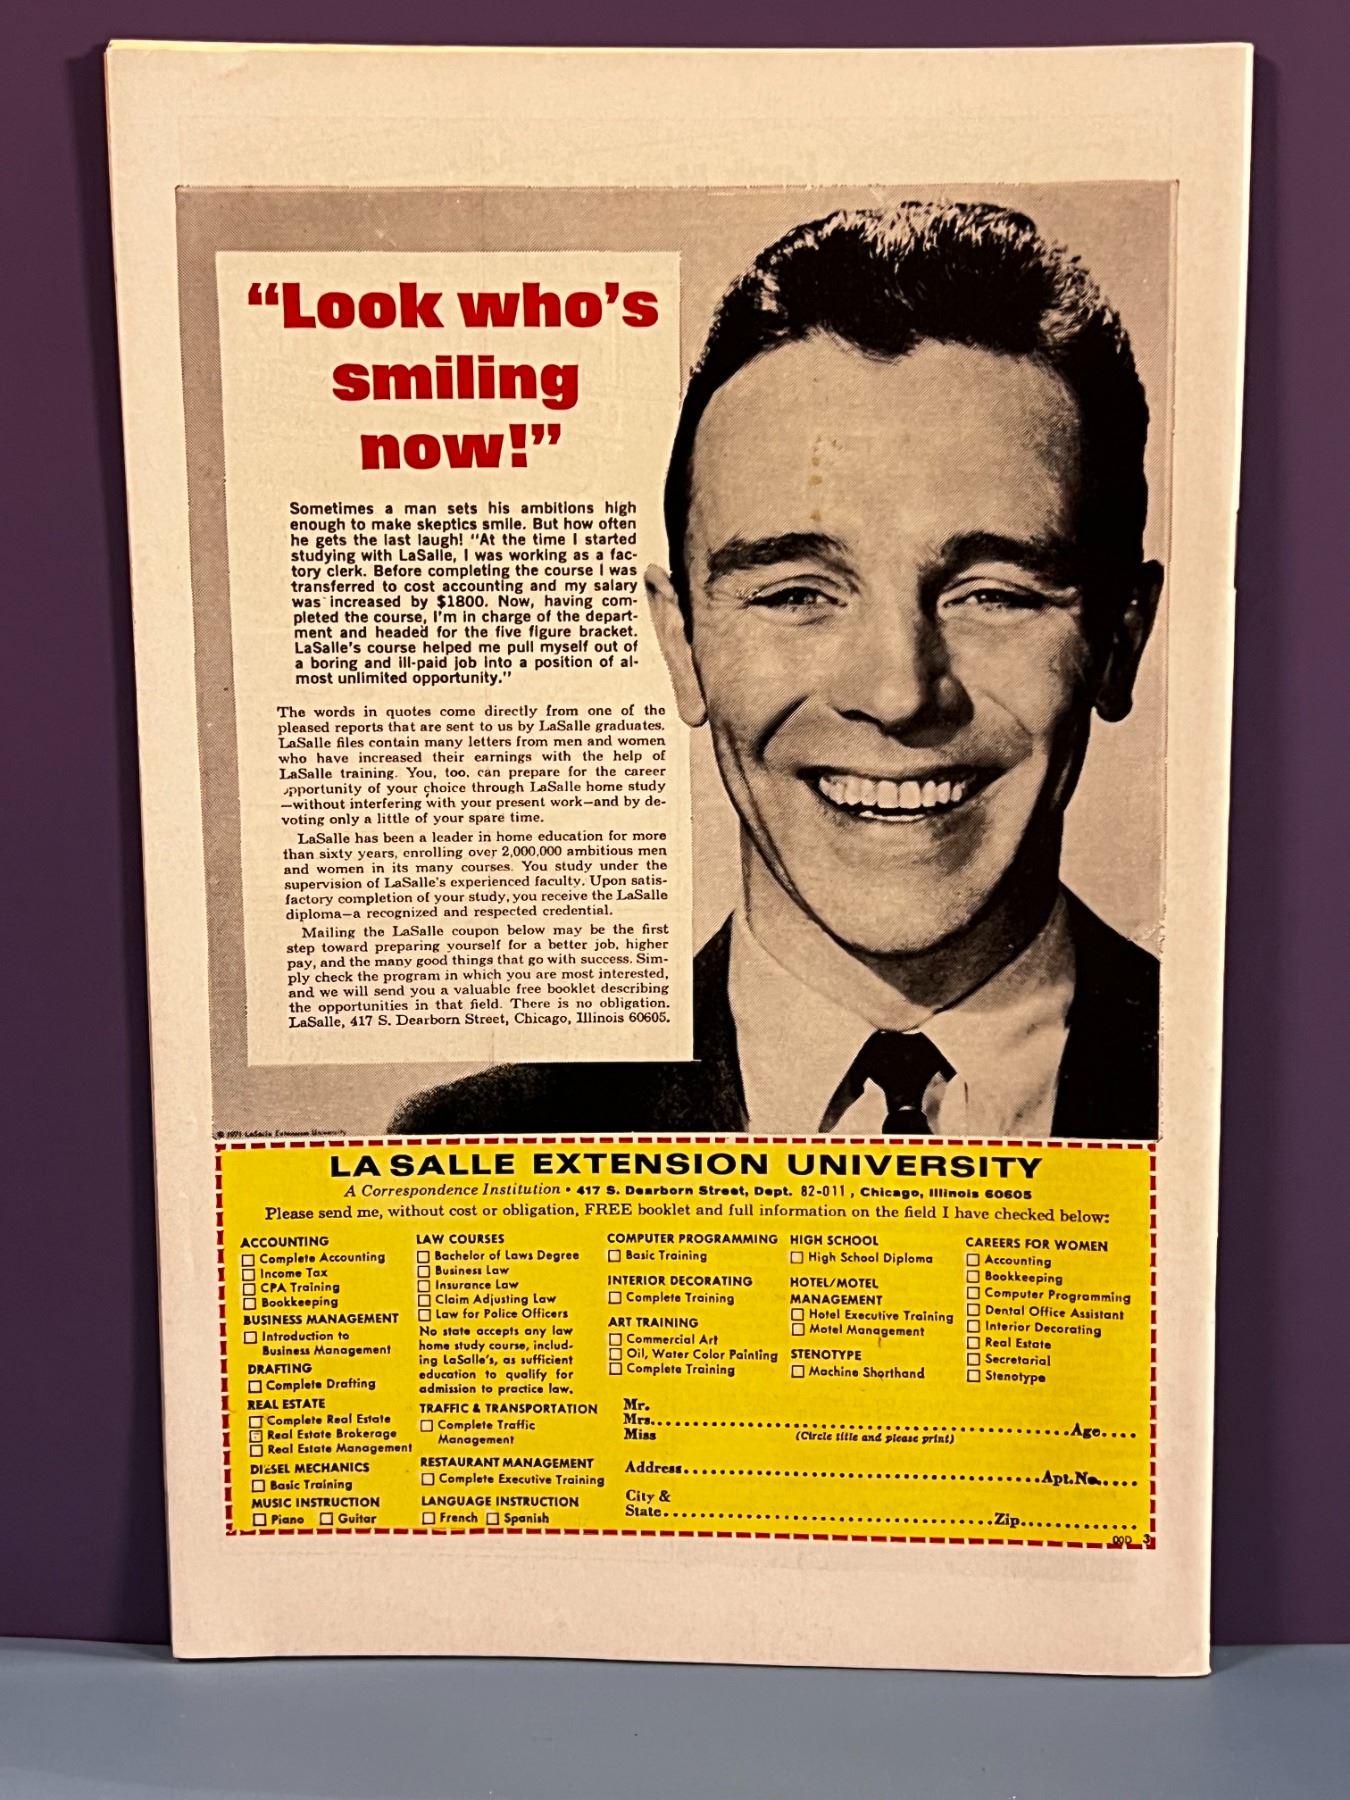 “Look who’s
smiling
now!”
Sometimes a man sets his ambitions high
enough to make skeptics smile. But how often
he gets the last laugh! “At the time I started
studying with LaSalle, I was working as a fac-
tory clerk. Before completing the course I was
transferred to cost accounting and my salary
was increased by $1800. Now, having com-
pleted the course, I’m in charge of the depart-
ment and headed for the five figure bracket.
LaSalle’s course helped me pull myself out of
a boring and ill-paid job into a position of al-
most unlimited opportunity.”
The words in quotes come directly from one of the
pleased reports that are sent to us by LaSalle graduates.
LaSalle files contain many letters from men and women
who have increased their earnings with the help of
LaSalle training. You, too, can prepare for the career
opportunity of your choice through LaSalle home study
—without interfering with your present work—and by de-
voting only a little of your spare time.
LaSalle has been a leader in home education for more
than sixty years, enrolling over 2,000,000 ambitious men
and women in its many courses. You study under the
supervision of LaSalle’s experienced faculty. Upon satis-
factory completion of your study, you receive the LaSalle
diploma—a recognized and respected credential.
Mailing the LaSalle coupon below may be the first
step toward preparing yourself for a better job, higher
pay, and the many good things that go with success. Sim-
ply check the program in which you are most interested,
and we will send you a valuable free booklet describing
the opportunities in that field. There is no obligation.
LaSalle, 417 S. Dearborn Street, Chicago, Illinois 60605.
© 1971 LaSalle Extension University
LA SALLE EXTENSION UNIVERSITY
A Correspondence Institution • 417 S. Dearborn Street, Dept. 82-011, Chicago, Illinois 60605
Please send me, without cost or obligation, FREE booklet and full information on the field I have checked below:
ACCOUNTING
Complete Accounting
Income Tax
CPA Training
Bookkeeping
BUSINESS MANAGEMENT
Introduction to
Business Management
DRAFTING
Complete Drafting
REAL ESTATE
Complete Real Estate
Real Estate Brokerage
Real Estate Management
DIESEL MECHANICS
Basic Training
MUSIC INSTRUCTION
Piano Guitar
LAW COURSES
Bachelor of Laws Degree
Business Law
Insurance Law
Claim Adjusting Law
Law for Police Officers
No state accepts any law
home study course, includ-
ing LaSalle’s, as sufficient
education to qualify for
admission to practice law.
TRAFFIC & TRANSPORTATION
Complete Traffic
Management
RESTAURANT MANAGEMENT
Complete Executive Training
LANGUAGE INSTRUCTION
French Spanish
COMPUTER PROGRAMMING
Basic Training
INTERIOR DECORATING
Complete Training
ART TRAINING
Commercial Art
Oil, Water Color Painting
Complete Training
HIGH SCHOOL
High School Diploma
HOTEL/MOTEL
MANAGEMENT
Hotel Executive Training
Motel Management
STENOTYPE
Machine Shorthand
CAREERS FOR WOMEN
Accounting
Bookkeeping
Computer Programming
Dental Office Assistant
Interior Decorating
Real Estate
Secretarial
Stenotype
Mr.
Mrs. Age
Miss (Circle title and please print)
Address Apt.No.
City &
State Zip
00D 3